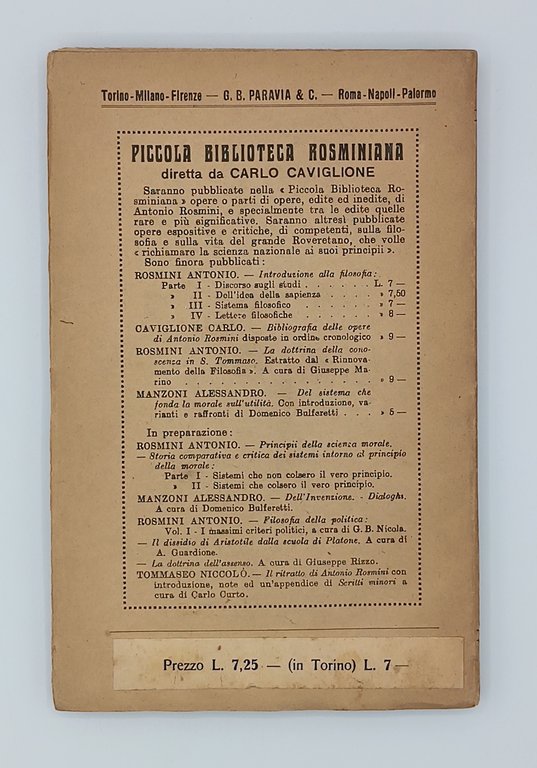 Torino-Milano-Firenze — G. B. PARAVIA & C. — Roma-Napoli-Palermo
PICCOLA BIBLIOTECA ROSMINIANA
diretta da CARLO CAVIGLIONE
Saranno pubblicate nella « Piccola Biblioteca Ro-
sminiana » opere o parti di opere, edite ed inedite, di
Antonio Rosmini, e specialmente tra le edite quelle
rare e più significative. Saranno altresì pubblicate
opere espositive e critiche, di competenti, sulla filo-
sofia e sulla vita del grande Roveretano, che volle
« richiamare la scienza nazionale ai suoi principii ».
Sono finora pubblicati:
ROSMINI ANTONIO. — Introduzione alla filosofia:
Parte I - Discorso sugli studi . . . . . . L. 7 —
» II - Dell'idea della sapienza . . . . . » 7,50
» III - Sistema filosofico . . . . . . . » 7 —
» IV - Lettere filosofiche . . . . . . . » 8 —
CAVIGLIONE CARLO. — Bibliografia delle opere
di Antonio Rosmini disposte in ordine cronologico » 9 —
ROSMINI ANTONIO. — La dottrina della cono-
scenza in S. Tommaso. Estratto dal « Rinnova-
mento della Filosofia ». A cura di Giuseppe Ma-
rino . . . . . . . . . . . . . . » 9 —
MANZONI ALESSANDRO. — Del sistema che
fonda la morale sull'utilità. Con introduzione, va-
rianti e raffronti di Domenico Bulferetti . . . » 5 —
In preparazione:
ROSMINI ANTONIO. — Principii della scienza morale.
— Storia comparativa e critica dei sistemi intorno al principio
della morale:
Parte I - Sistemi che non colsero il vero principio.
» II - Sistemi che colsero il vero principio.
MANZONI ALESSANDRO. — Dell'Invenzione. - Dialoghi.
A cura di Domenico Bulferetti.
ROSMINI ANTONIO. — Filosofia della politica:
Vol. I - I massimi criteri politici, a cura di G. B. Nicola.
— Il dissidio di Aristotile dalla scuola di Platone. A cura di
A. Guardione.
— La dottrina dell'assenso. A cura di Giuseppe Rizzo.
TOMMASEO NICCOLÒ. — Il ritratto di Antonio Rosmini con
introduzione, note ed un'appendice di Scritti minori a
cura di Carlo Curto.
Prezzo L. 7,25 — (in Torino) L. 7 —